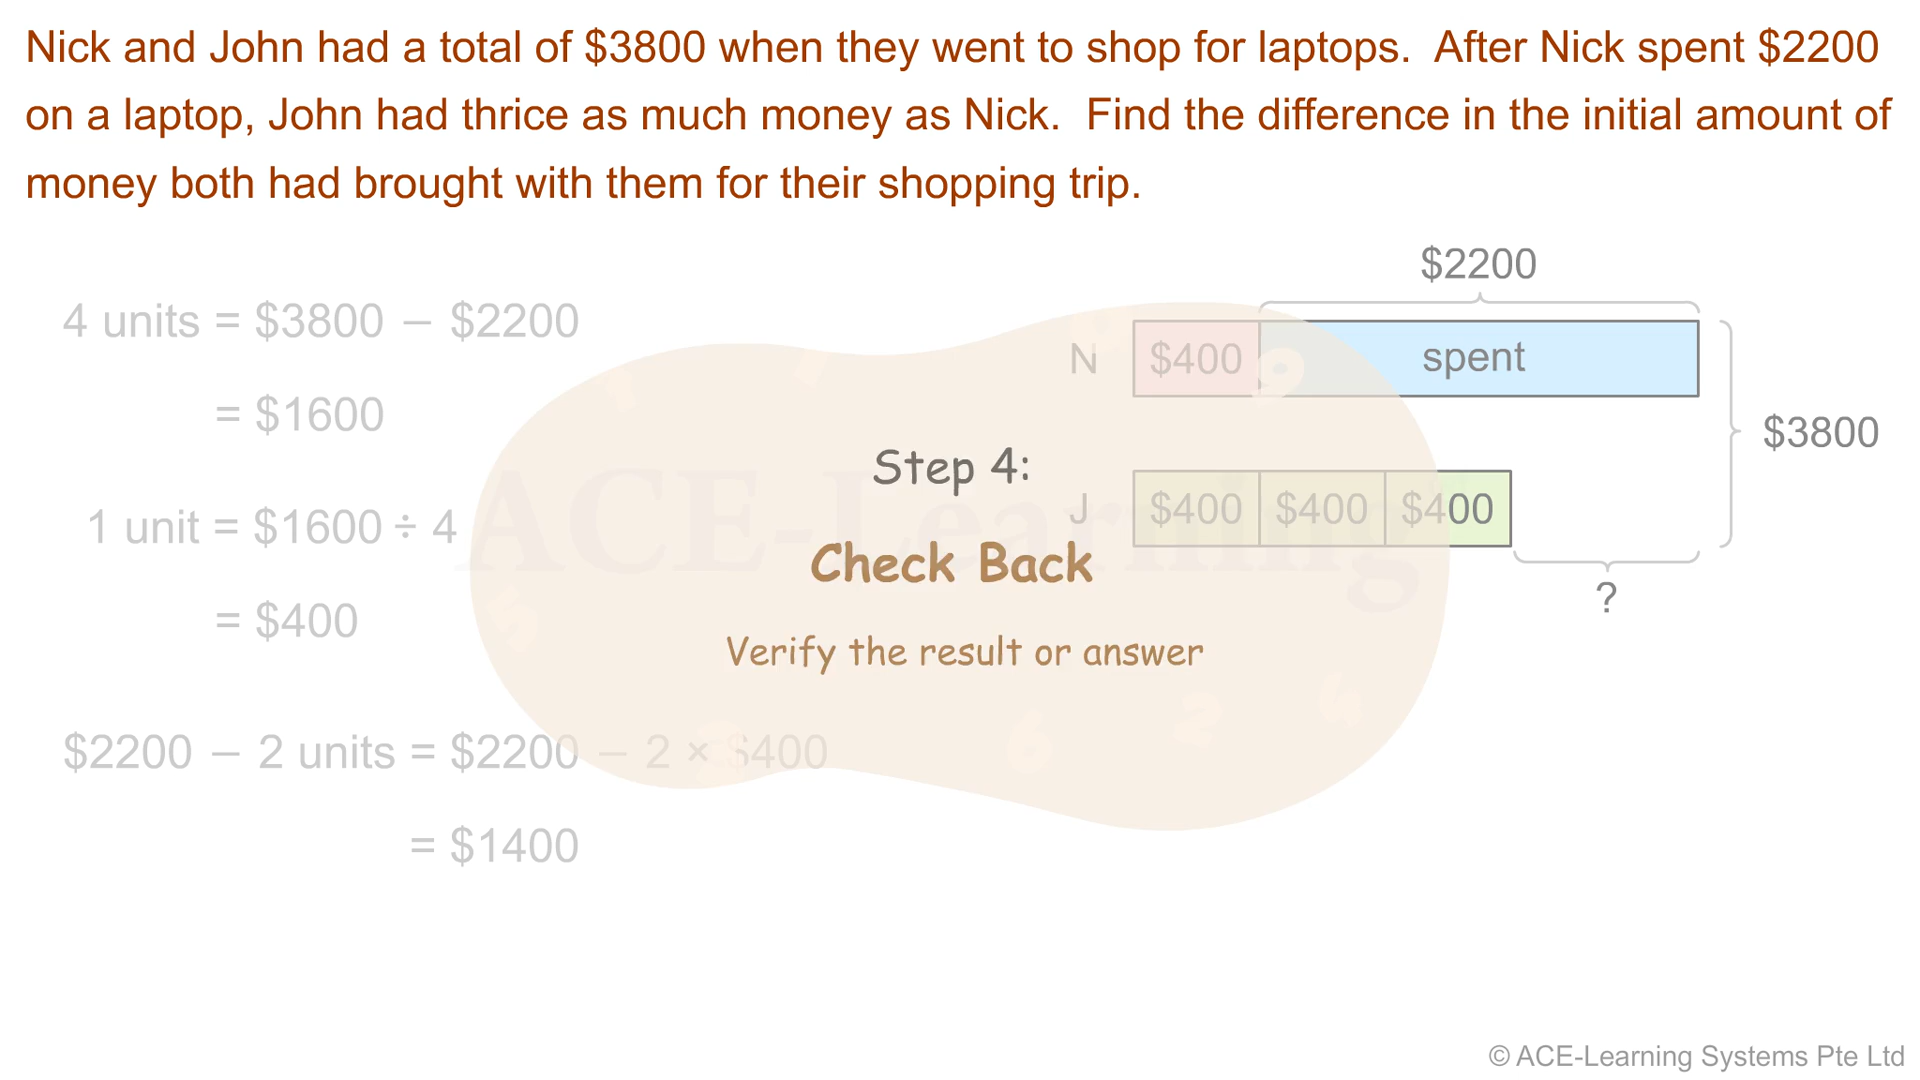 Nick and John had a total of $3800 when they went to shop for laptops. After Nick spent $2200
on a laptop, John had thrice as much money as Nick. Find the difference in the initial amount of
money both had brought with them for their shopping trip.
4 units = $3800 − $2200
= $1600
1 unit = $1600 ÷ 4
= $400
$2200 − 2 units = $2200 − 2 × $400
= $1400
$2200
N $400 spent
$3800
J $400 $400 $400
?
ACE-Learning
Step 4:
Check Back
Verify the result or answer
© ACE-Learning Systems Pte Ltd